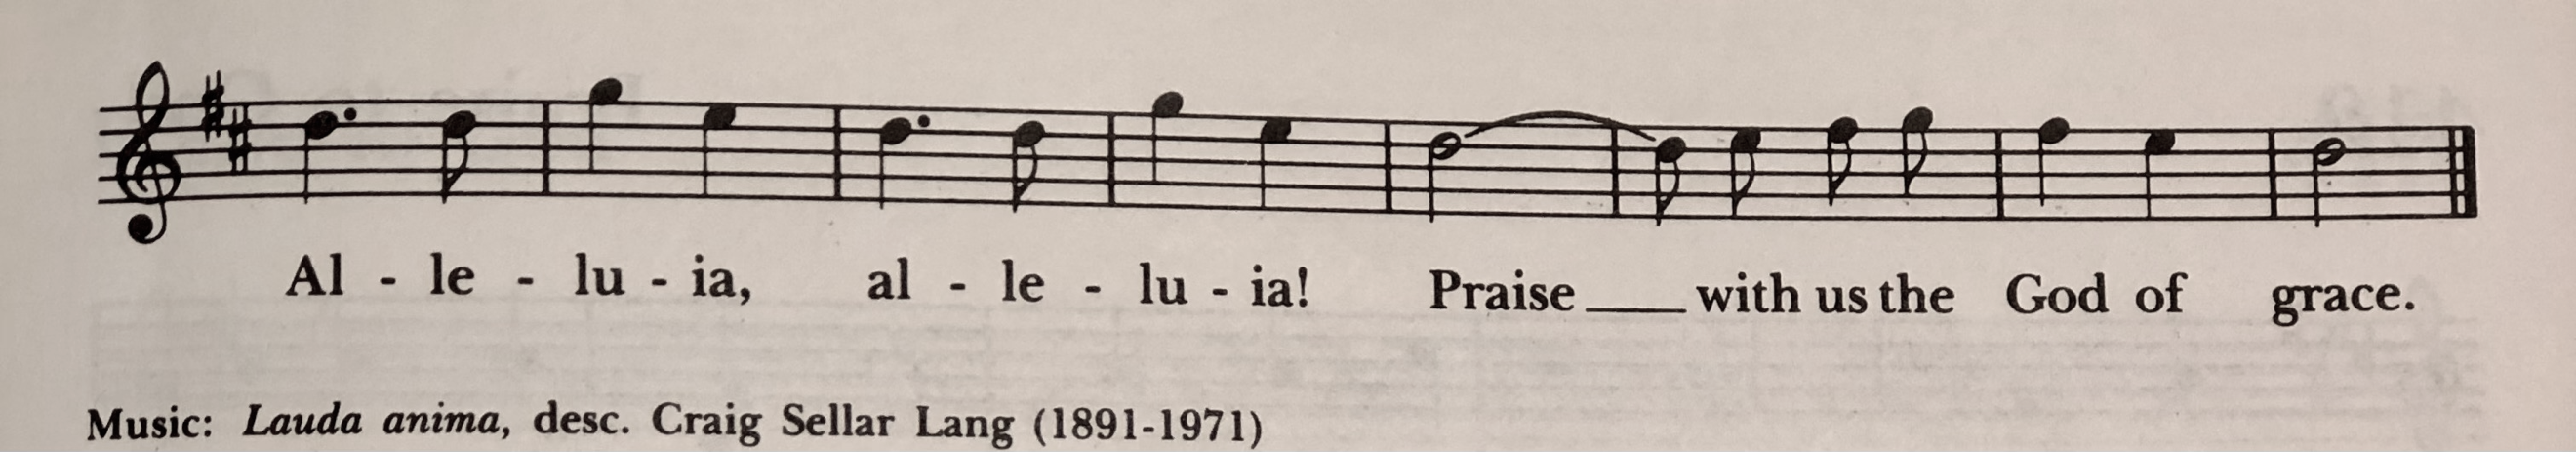 Al - le - lu - ia, al - le - lu - ia! Praise ___ with us the God of grace.
Music: Lauda anima, desc. Craig Sellar Lang (1891-1971)